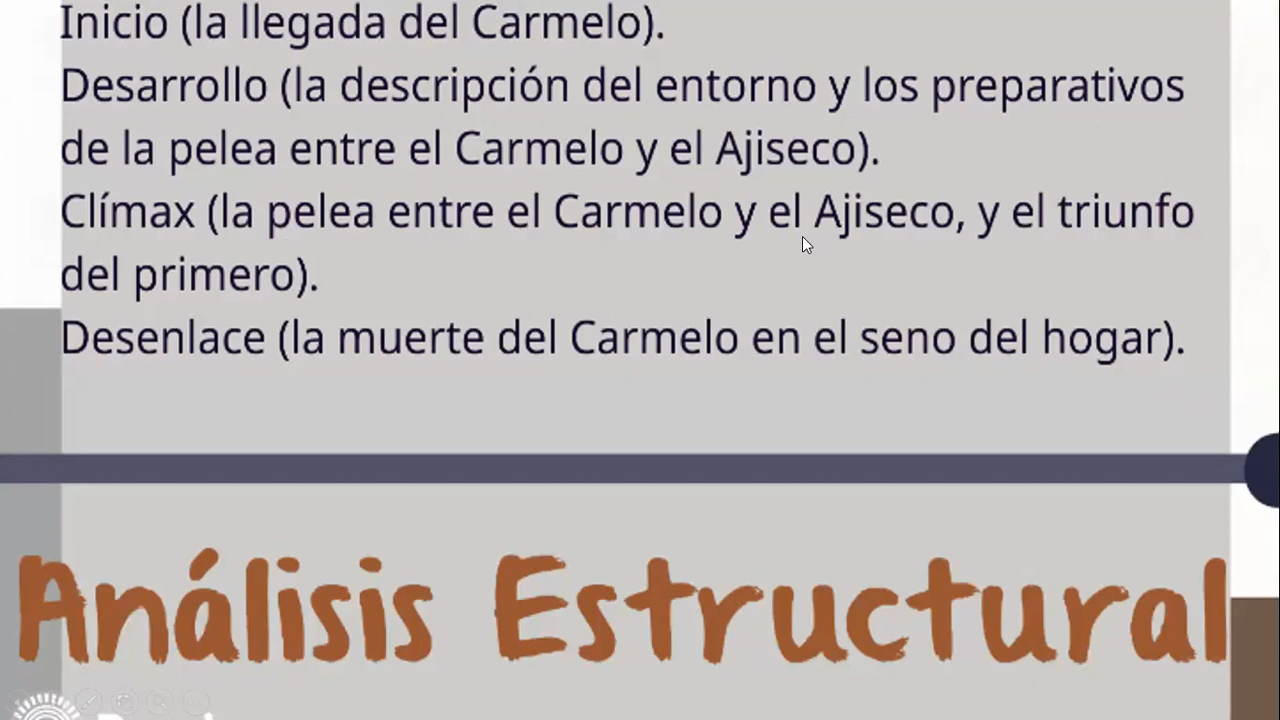 Inicio (la llegada del Carmelo).
Desarrollo (la descripción del entorno y los preparativos
de la pelea entre el Carmelo y el Ajiseco).
Clímax (la pelea entre el Carmelo y el Ajiseco, y el triunfo
del primero).
Desenlace (la muerte del Carmelo en el seno del hogar).
Análisis Estructural